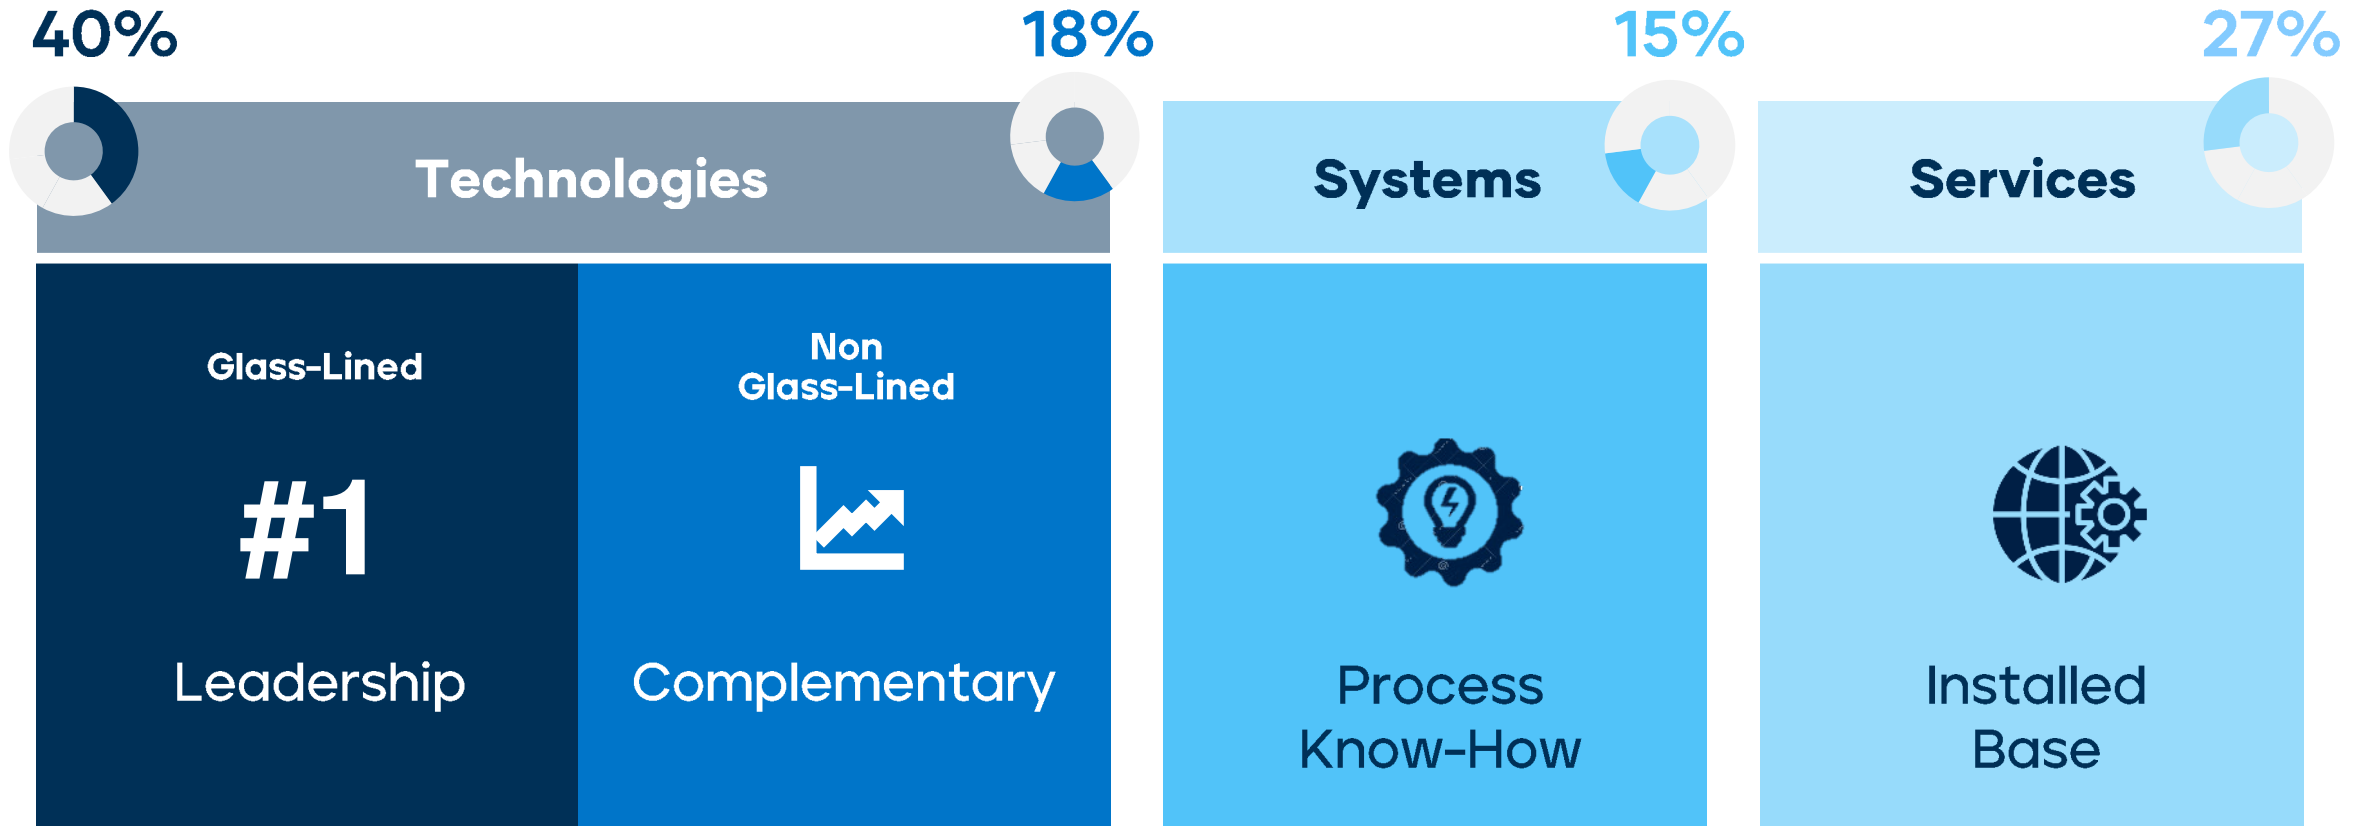 40%
18%
15%
27%
Technologies
Systems
Services
Glass-Lined
Non
Glass-Lined
#1
Leadership
Complementary
Process
Know-How
Installed
Base